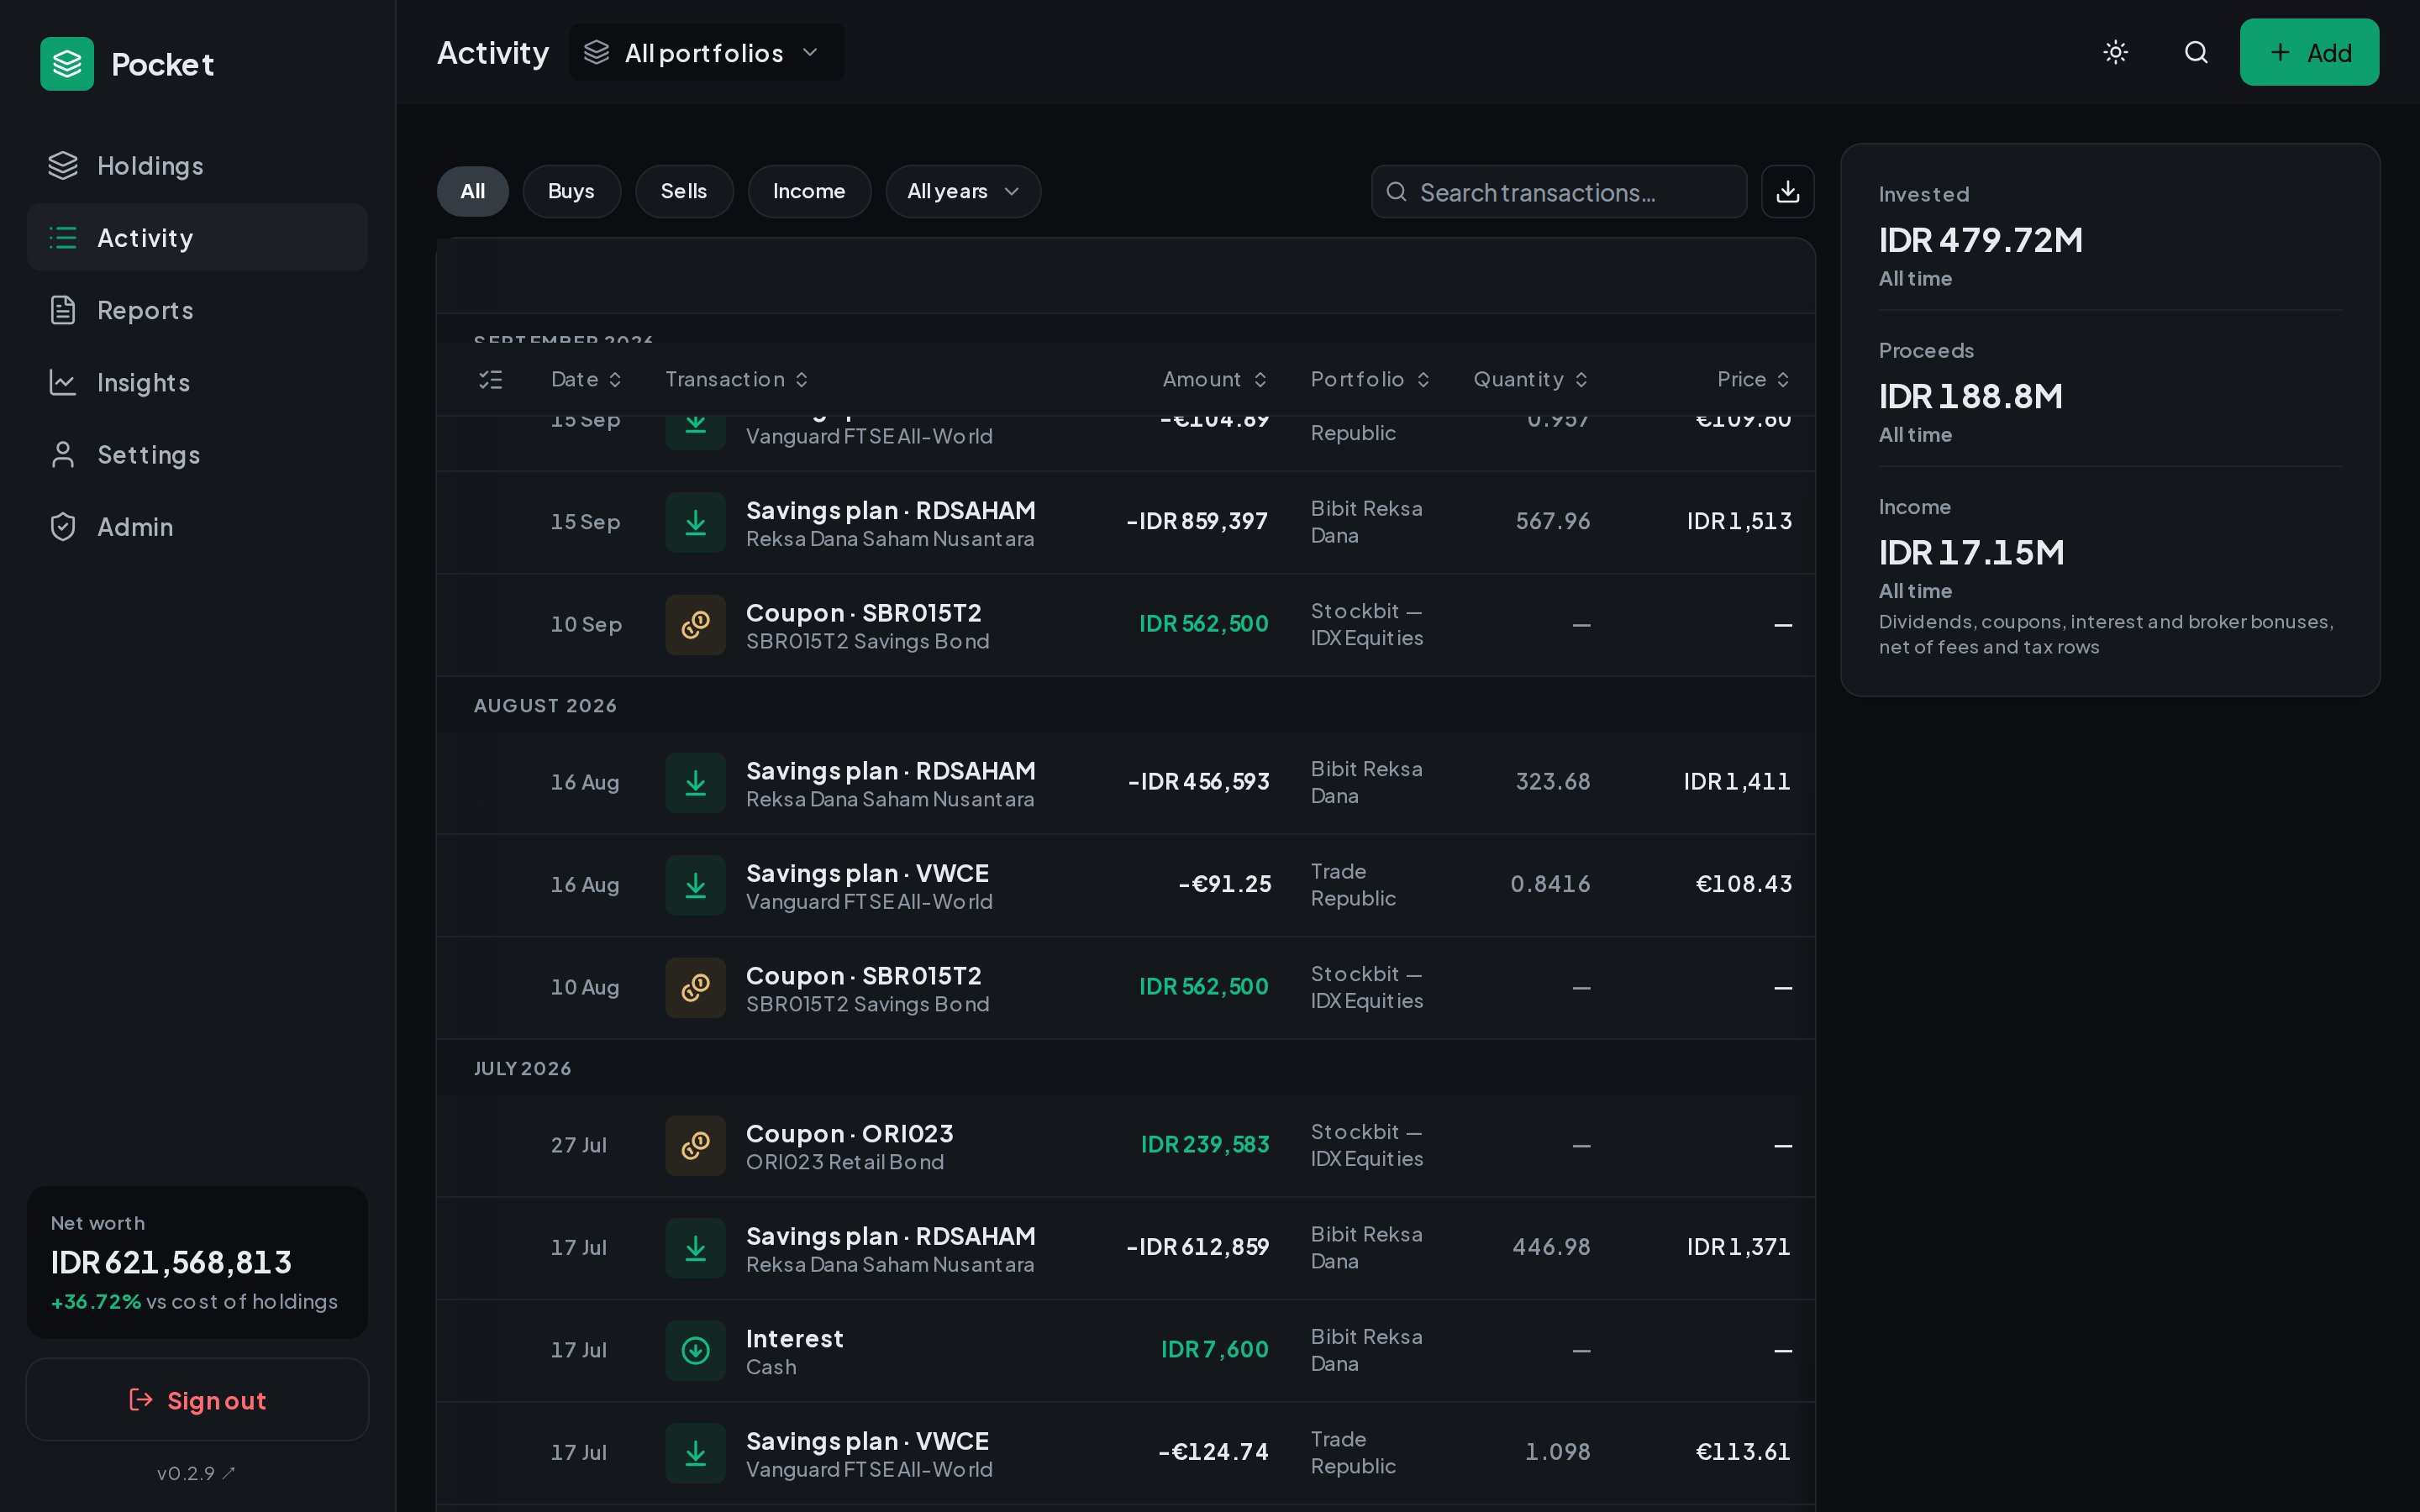 Pocket
Holdings
Activity
Reports
Insights
Settings
Admin
Net worth
IDR 621,568,813
+36.72% vs cost of holdings
Sign out
v0.2.9 ↗
Activity
All portfolios
Add
All
Buys
Sells
Income
All years
Search transactions...
SEPTEMBER 2026
Date
Transaction
Amount
Portfolio
Quantity
Price
15 Sep
Vanguard FTSE All-World
-€104.89
Republic
0.957
€109.60
15 Sep
Savings plan · RDSAHAM
Reksa Dana Saham Nusantara
-IDR 859,397
Bibit Reksa
Dana
567.96
IDR 1,513
10 Sep
Coupon · SBR015T2
SBR015T2 Savings Bond
IDR 562,500
Stockbit —
IDX Equities
—
—
AUGUST 2026
16 Aug
Savings plan · RDSAHAM
Reksa Dana Saham Nusantara
-IDR 456,593
Bibit Reksa
Dana
323.68
IDR 1,411
16 Aug
Savings plan · VWCE
Vanguard FTSE All-World
-€91.25
Trade
Republic
0.8416
€108.43
10 Aug
Coupon · SBR015T2
SBR015T2 Savings Bond
IDR 562,500
Stockbit —
IDX Equities
—
—
JULY 2026
27 Jul
Coupon · ORI023
ORI023 Retail Bond
IDR 239,583
Stockbit —
IDX Equities
—
—
17 Jul
Savings plan · RDSAHAM
Reksa Dana Saham Nusantara
-IDR 612,859
Bibit Reksa
Dana
446.98
IDR 1,371
17 Jul
Interest
Cash
IDR 7,600
Bibit Reksa
Dana
—
—
17 Jul
Savings plan · VWCE
Vanguard FTSE All-World
-€124.74
Trade
Republic
1.098
€113.61
Invested
IDR 479.72M
All time
Proceeds
IDR 188.8M
All time
Income
IDR 17.15M
All time
Dividends, coupons, interest and broker bonuses,
net of fees and tax rows